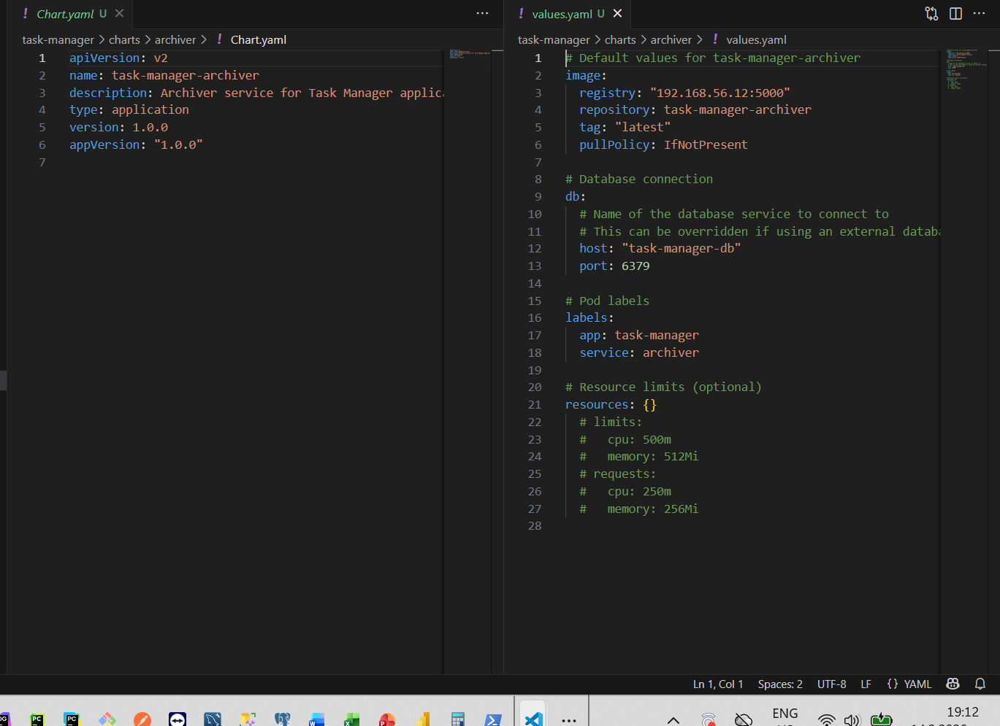 Chart.yaml U
task-manager > charts > archiver > ! Chart.yaml
1 apiVersion: v2
2 name: task-manager-archiver
3 description: Archiver service for Task Manager applic
4 type: application
5 version: 1.0.0
6 appVersion: "1.0.0"
7
values.yaml U
task-manager > charts > archiver > ! values.yaml
1 # Default values for task-manager-archiver
2 image:
3 registry: "192.168.56.12:5000"
4 repository: task-manager-archiver
5 tag: "latest"
6 pullPolicy: IfNotPresent
7
8 # Database connection
9 db:
10 # Name of the database service to connect to
11 # This can be overridden if using an external databa
12 host: "task-manager-db"
13 port: 6379
14
15 # Pod labels
16 labels:
17 app: task-manager
18 service: archiver
19
20 # Resource limits (optional)
21 resources: {}
22 # limits:
23 #   cpu: 500m
24 #   memory: 512Mi
25 # requests:
26 #   cpu: 250m
27 #   memory: 256Mi
28
Ln 1, Col 1 Spaces: 2 UTF-8 LF {} YAML
PC PC
ENG 19:12